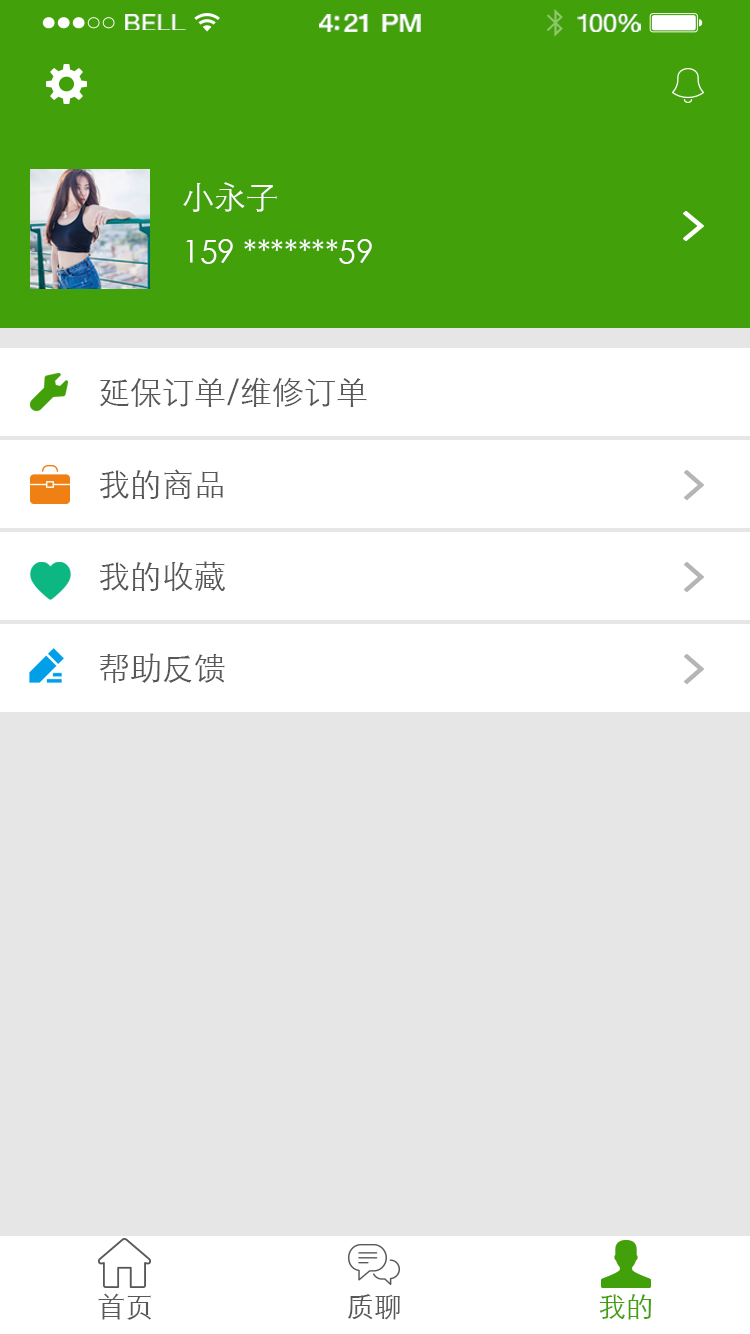 BELL 4:21 PM 100%
小永子
159 *******59
延保订单/维修订单
我的商品
我的收藏
帮助反馈
首页 质聊 我的